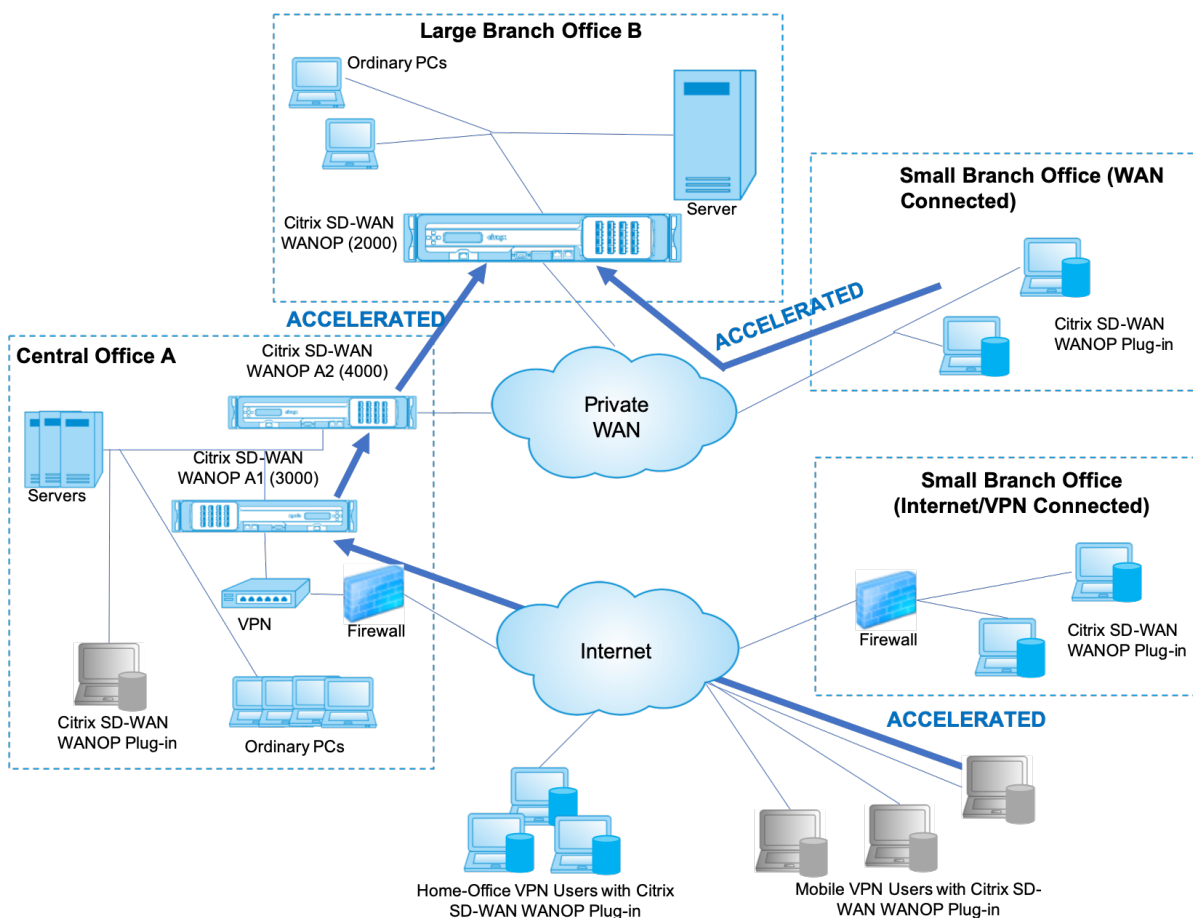 Large Branch Office B
Ordinary PCs
Server
Citrix SD-WAN
WANOP (2000)
Small Branch Office (WAN
Connected)
Citrix SD-WAN
WANOP Plug-in
ACCELERATED
ACCELERATED
Central Office A
Citrix SD-WAN
WANOP A2 (4000)
Servers
Citrix SD-WAN
WANOP A1 (3000)
Private
WAN
VPN
Firewall
Citrix SD-WAN
WANOP Plug-in
Ordinary PCs
Internet
Small Branch Office
(Internet/VPN Connected)
Firewall
Citrix SD-WAN
WANOP Plug-in
ACCELERATED
Home-Office VPN Users with Citrix
SD-WAN WANOP Plug-in
Mobile VPN Users with Citrix SD-
WAN WANOP Plug-in